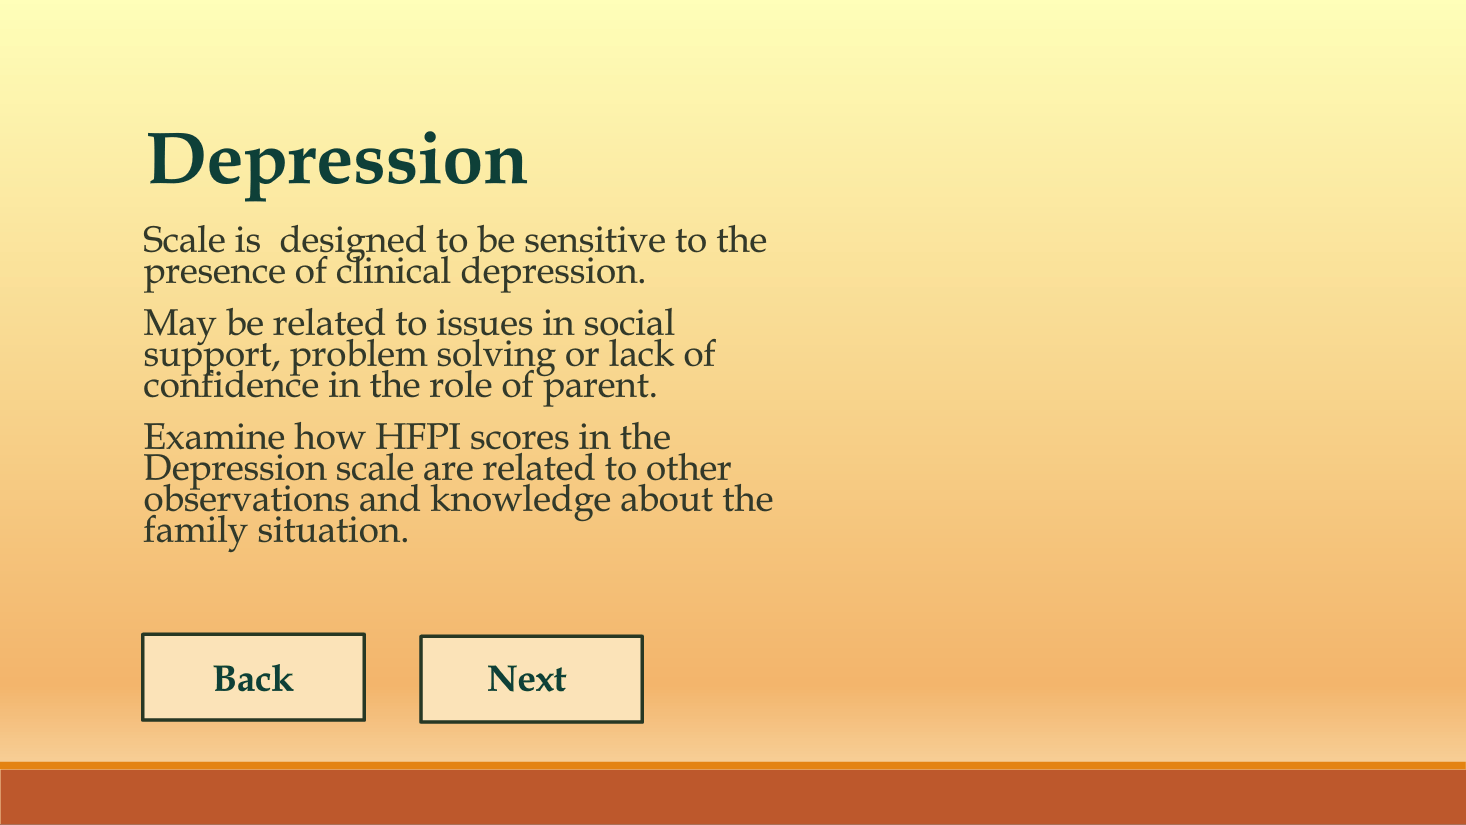 Depression
Scale is  designed to be sensitive to the
presence of clinical depression.
May be related to issues in social
support, problem solving or lack of
confidence in the role of parent.
Examine how HFPI scores in the
Depression scale are related to other
observations and knowledge about the
family situation.
Back
Next